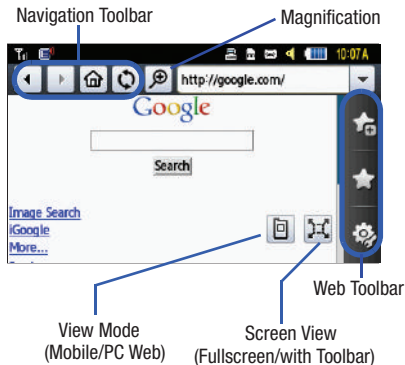 Navigation Toolbar
Magnification
10:07A
http://google.com/
Google
Search
Image Search
iGoogle
More...
Web Toolbar
View Mode
(Mobile/PC Web)
Screen View
(Fullscreen/with Toolbar)